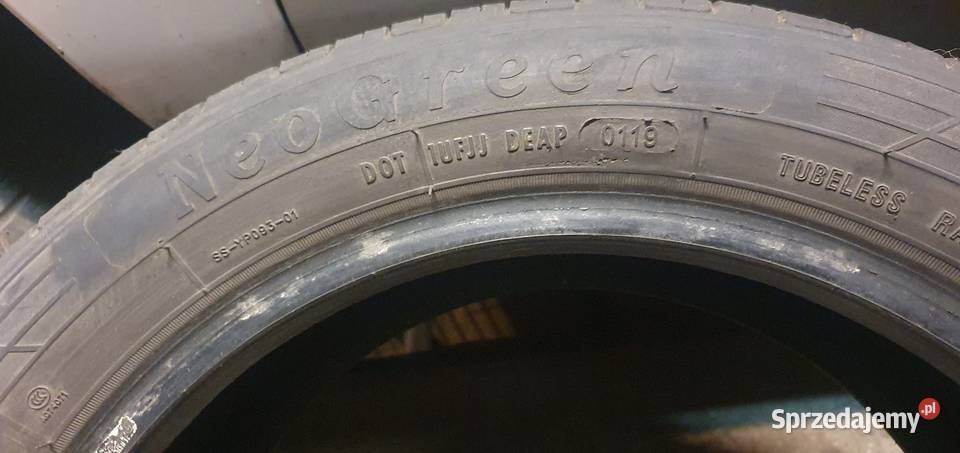 NeoGreen
DOT 1UFJJ DEAP 0119
TUBELESS
SS-YP093-01
Sprzedajemy.pl